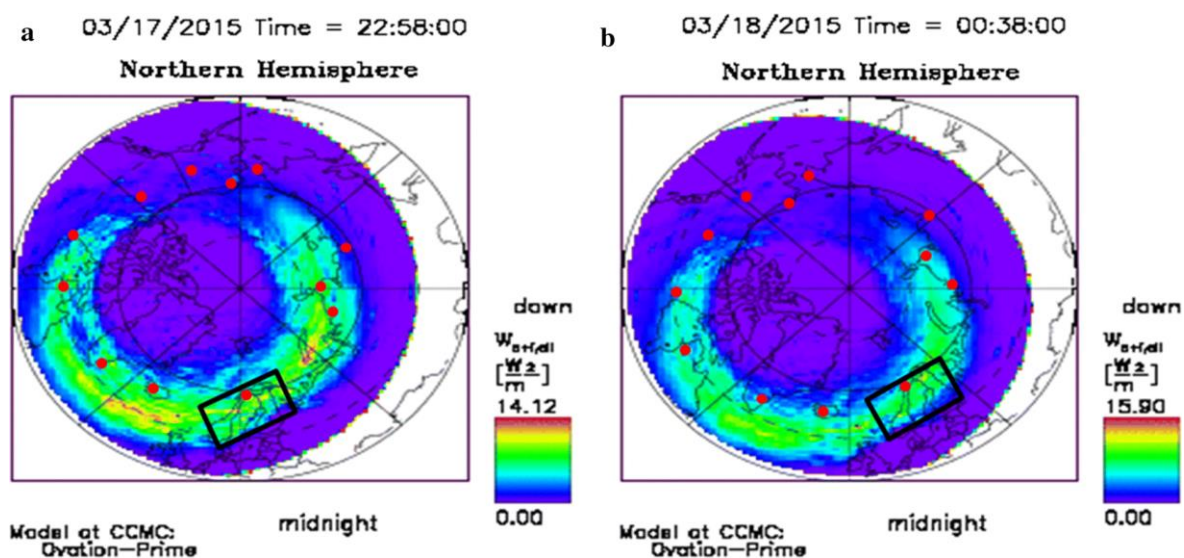 a 03/17/2015 Time = 22:58:00
Northern Hemisphere
down
[W/m²]
14.12
0.00
midnight
Model at CCMC:
Ovation-Prime
b 03/18/2015 Time = 00:38:00
Northern Hemisphere
down
[W/m²]
15.90
0.00
midnight
Model at CCMC:
Ovation-Prime